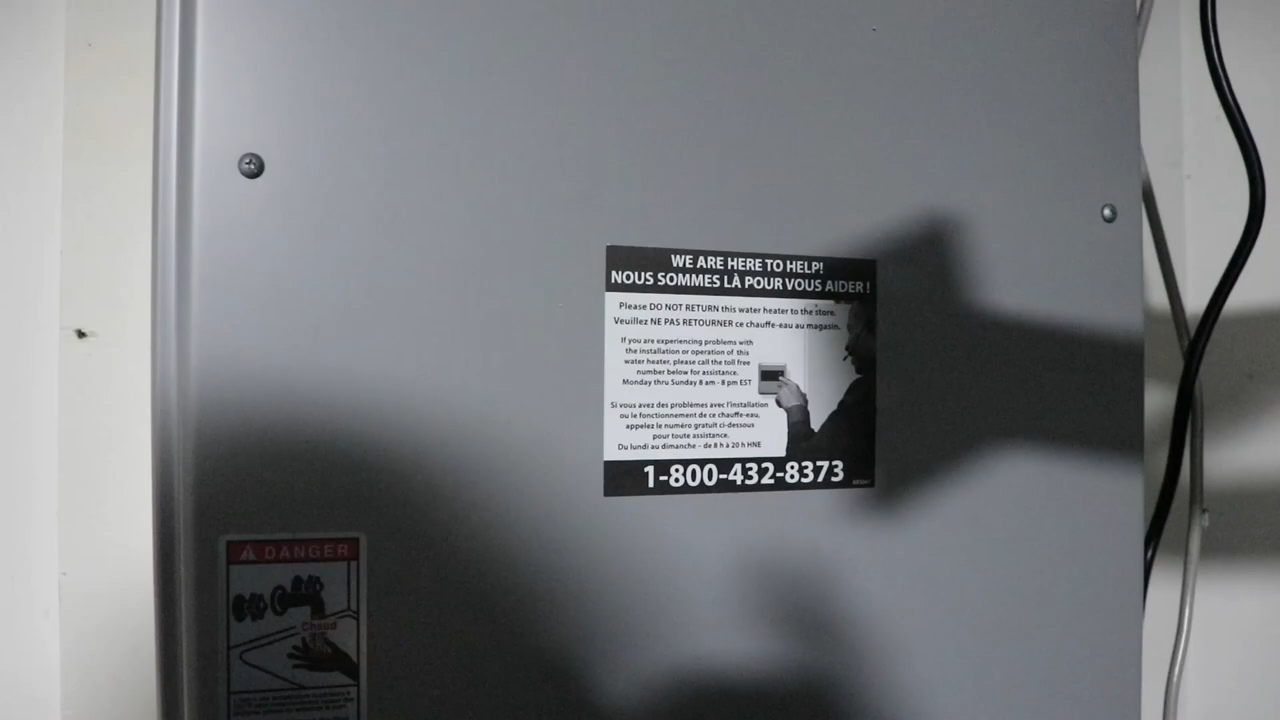 WE ARE HERE TO HELP!
NOUS SOMMES LÀ POUR VOUS AIDER !
Please DO NOT RETURN this water heater to the store.
Veuillez NE PAS RETOURNER ce chauffe-eau au magasin.
If you are experiencing problems with
the installation or operation of this
water heater, please call the toll free
number below for assistance.
Monday thru Sunday 8 am - 8 pm EST
Si vous avez des problèmes avec l'installation
ou le fonctionnement de ce chauffe-eau,
appelez le numéro gratuit ci-dessous
pour toute assistance.
Du lundi au dimanche - de 8 h à 20 h HNE
1-800-432-8373
DANGER
Chaud